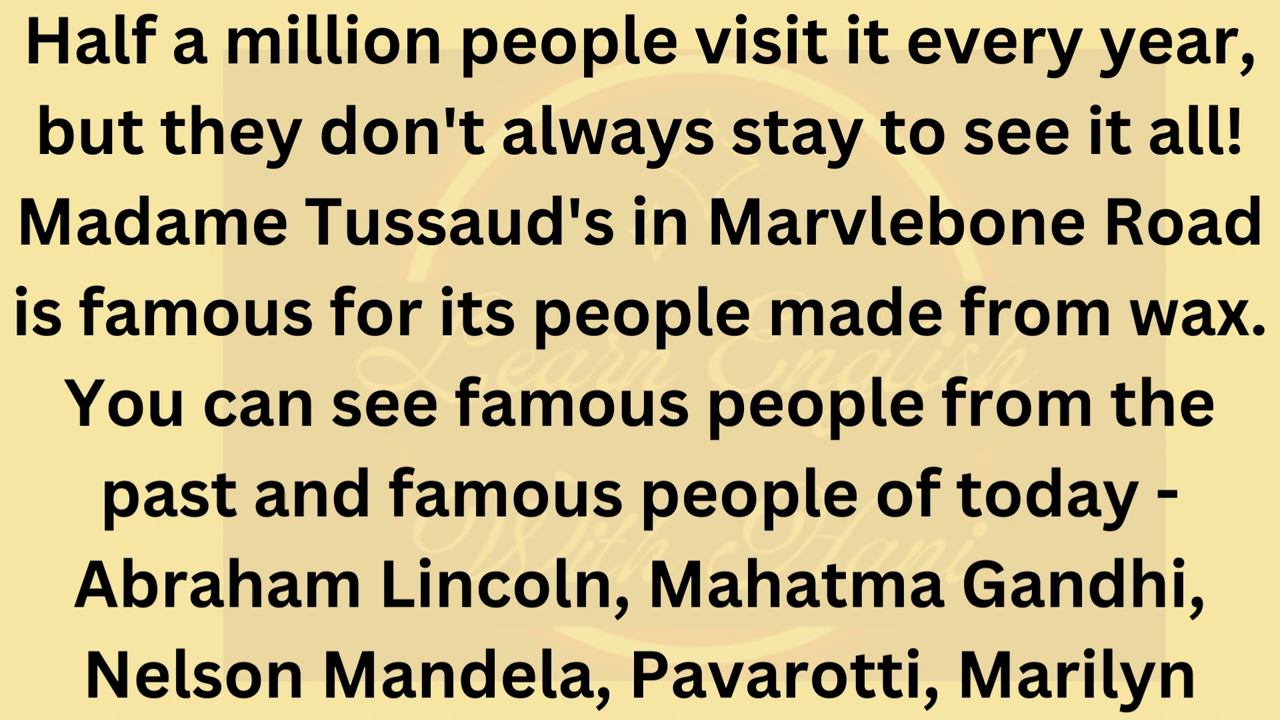 Half a million people visit it every year,
but they don't always stay to see it all!
Madame Tussaud's in Marvlebone Road
is famous for its people made from wax.
You can see famous people from the
past and famous people of today -
Abraham Lincoln, Mahatma Gandhi,
Nelson Mandela, Pavarotti, Marilyn
Learn English
With Hani